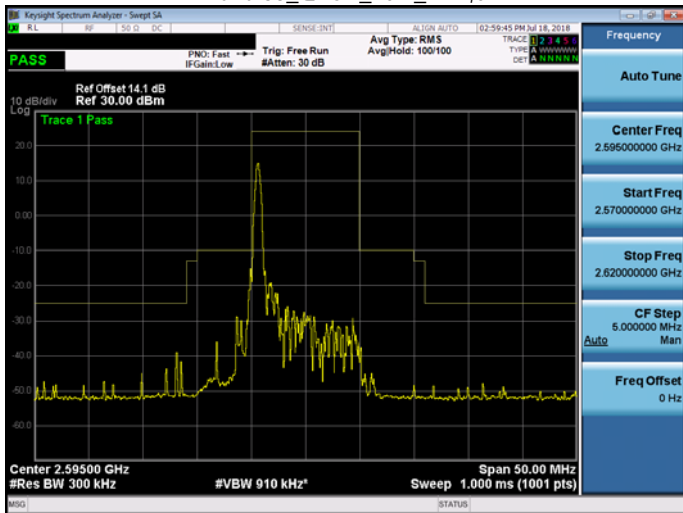 Keysight Spectrum Analyzer - Swept SA
RL RF 50 Ω DC SENSE:INT ALIGN AUTO 02:59:45 PM Jul 18, 2018
PASS
PNO: Fast
IFGain:Low
Trig: Free Run
#Atten: 30 dB
Avg Type: RMS
Avg|Hold: 100/100
TRACE 1 2 3 4 5 6
TYPE A WWWWW
DET A N N N N N
Ref Offset 14.1 dB
10 dB/div Ref 30.00 dBm
Log
Trace 1 Pass
20.0
10.0
0.00
-10.0
-20.0
-30.0
-40.0
-50.0
-60.0
Center 2.59500 GHz Span 50.00 MHz
#Res BW 300 kHz #VBW 910 kHz* Sweep 1.000 ms (1001 pts)
MSG STATUS
Frequency
Auto Tune
Center Freq
2.595000000 GHz
Start Freq
2.570000000 GHz
Stop Freq
2.620000000 GHz
CF Step
5.000000 MHz
Auto Man
Freq Offset
0 Hz